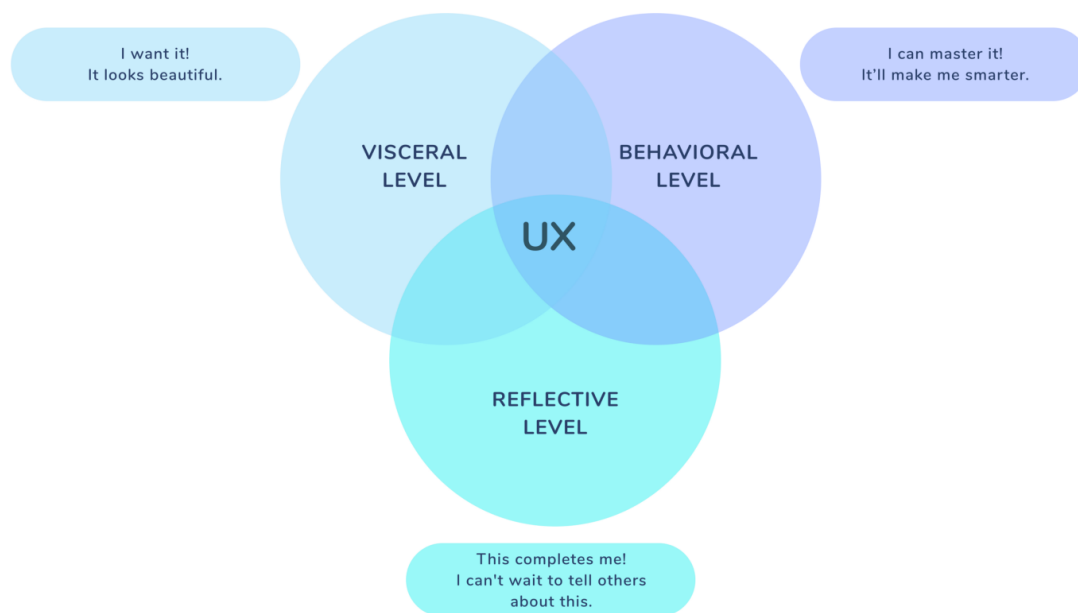 I want it!
It looks beautiful.
I can master it!
It'll make me smarter.
VISCERAL
LEVEL
BEHAVIORAL
LEVEL
UX
REFLECTIVE
LEVEL
This completes me!
I can't wait to tell others
about this.